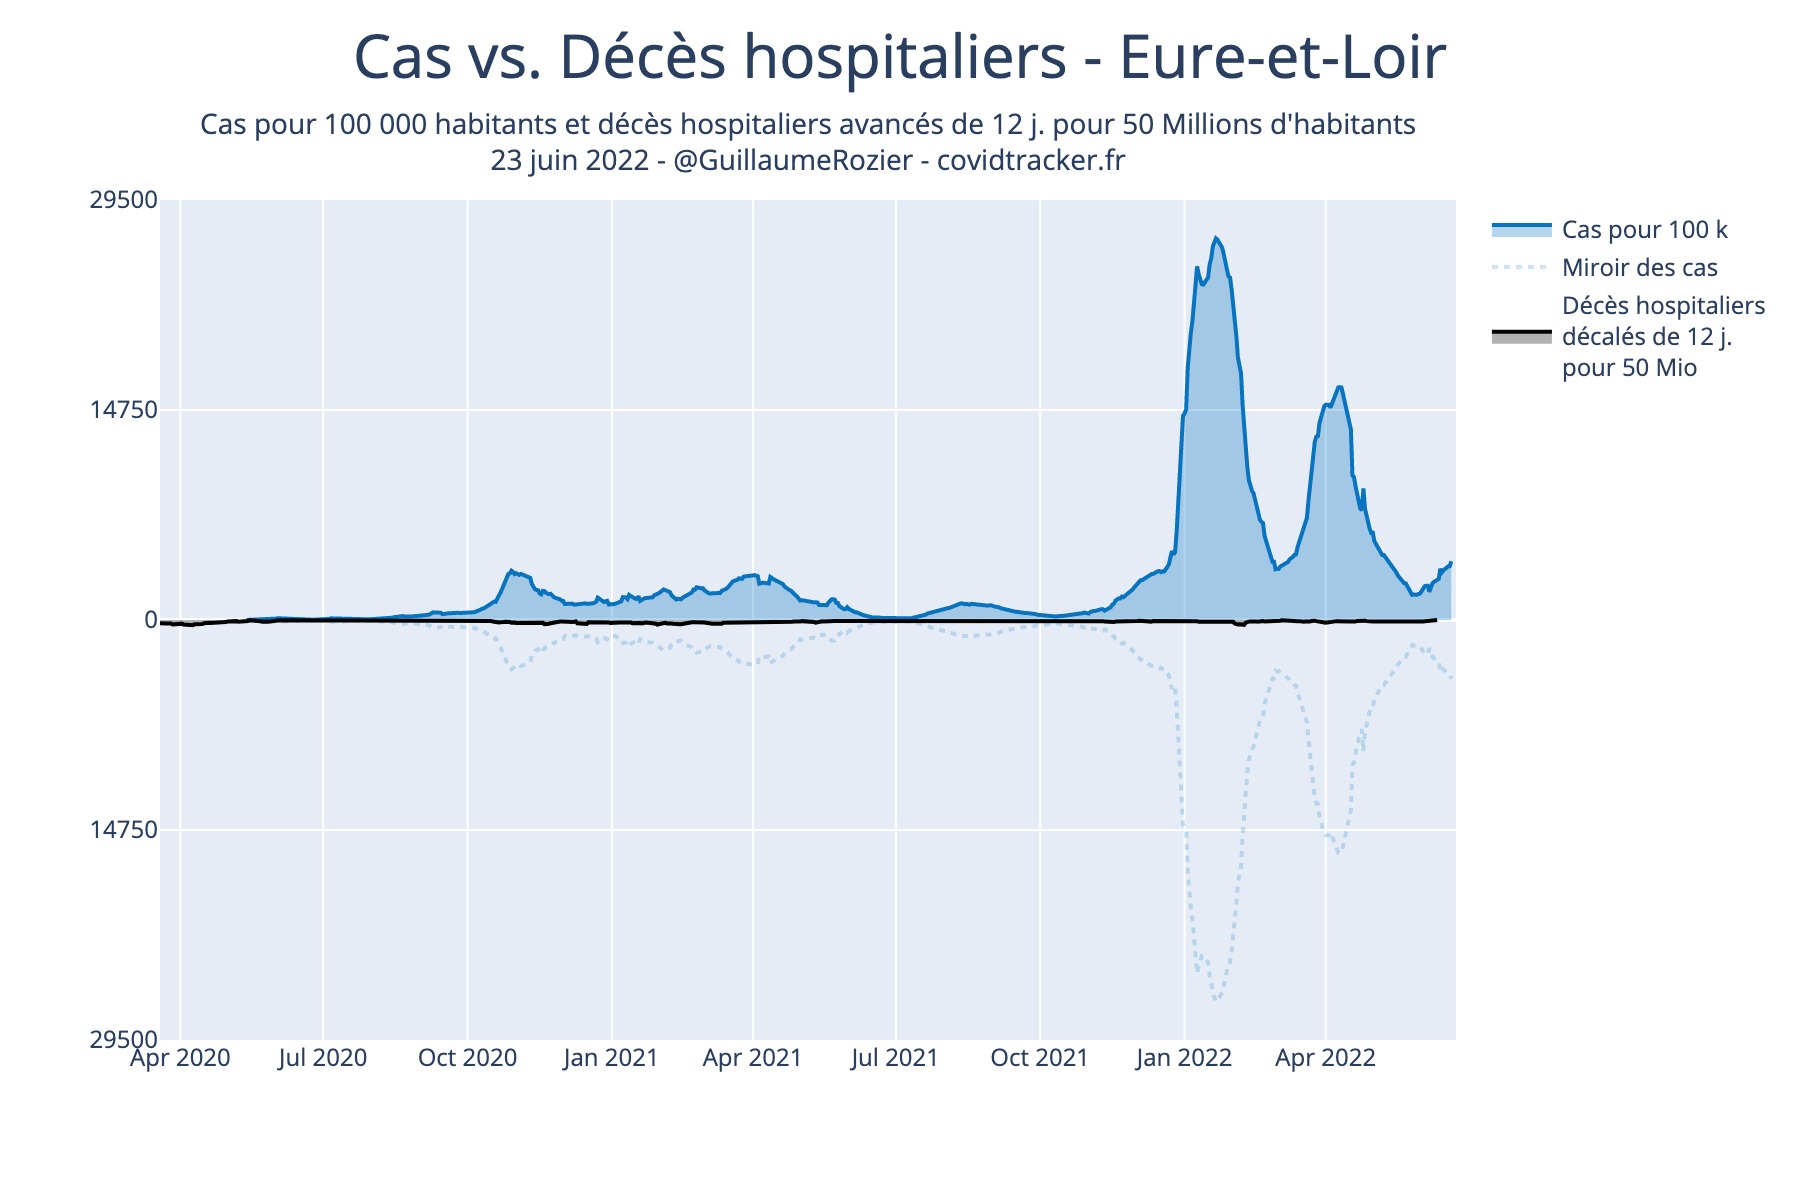 Cas vs. Décès hospitaliers - Eure-et-Loir
Cas pour 100 000 habitants et décès hospitaliers avancés de 12 j. pour 50 Millions d'habitants
23 juin 2022 - @GuillaumeRozier - covidtracker.fr
29500
14750
0
14750
29500
Apr 2020
Jul 2020
Oct 2020
Jan 2021
Apr 2021
Jul 2021
Oct 2021
Jan 2022
Apr 2022
Cas pour 100 k
Miroir des cas
Décès hospitaliers
décalés de 12 j.
pour 50 Mio